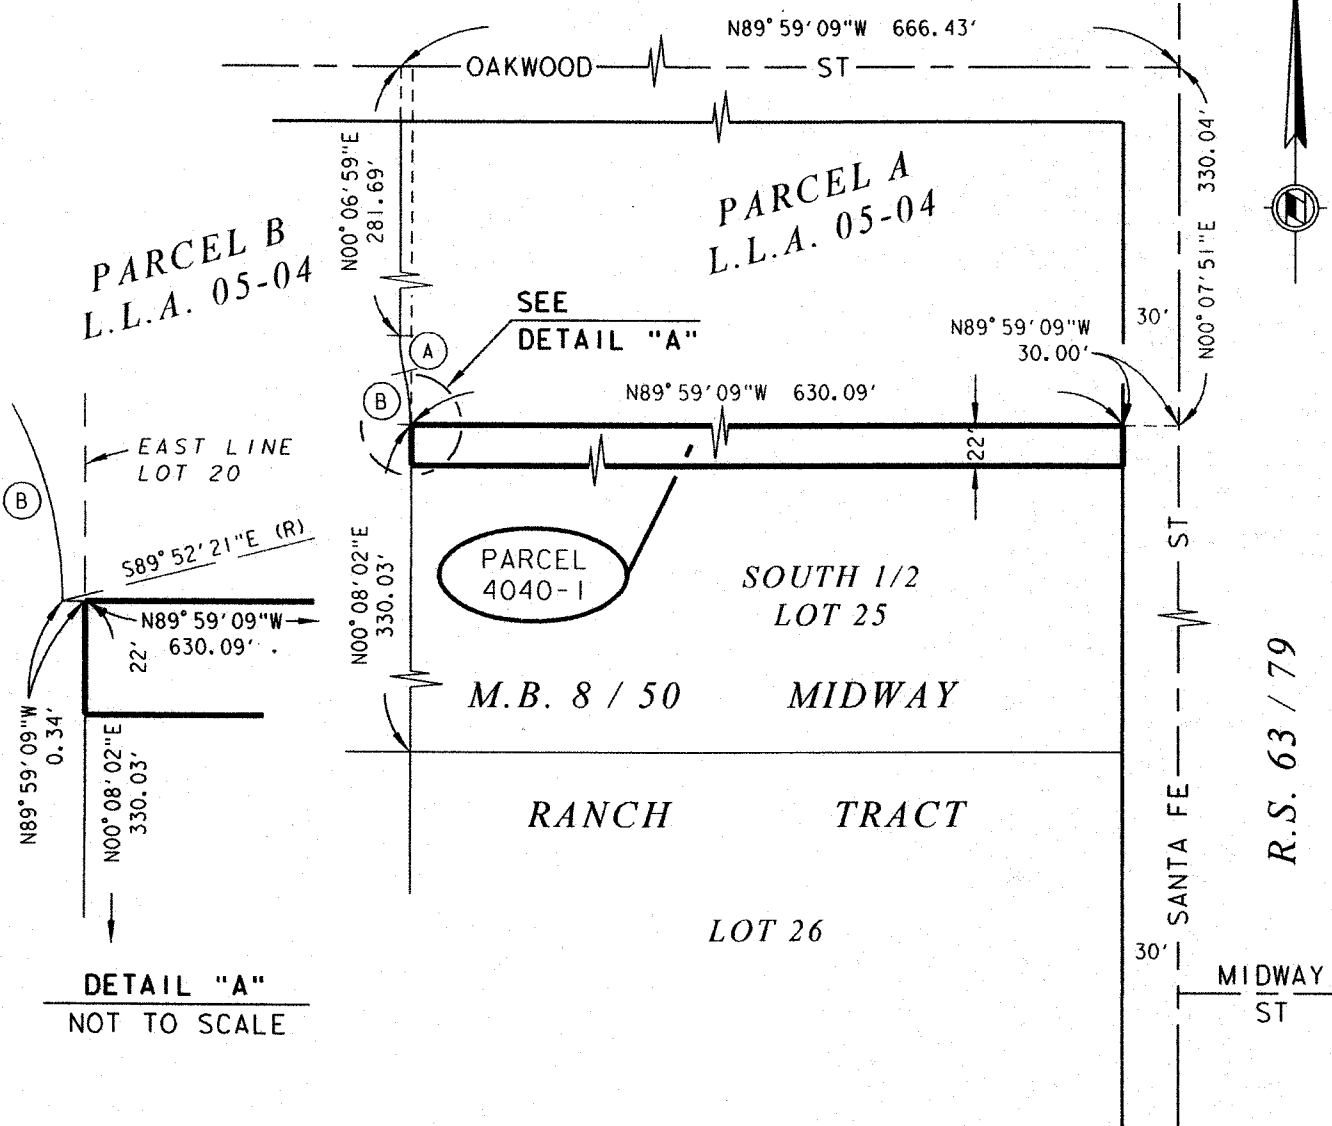 N89°59'09"W 666.43'
OAKWOOD ST
N00°06'59"E
281.69'
N00°07'51"E 330.04'
PARCEL A
L.L.A. 05-04
PARCEL B
L.L.A. 05-04
SEE
DETAIL "A"
30'
N89°59'09"W
30.00'
A
B
N89°59'09"W 630.09'
22'
EAST LINE
LOT 20
B
S89°52'21"E (R)
N89°59'09"W
630.09'
22'
N89°59'09"W
0.34'
N00°08'02"E
330.03'
DETAIL "A"
NOT TO SCALE
N00°08'02"E
330.03'
PARCEL
4040-1
SOUTH 1/2
LOT 25
M.B. 8 / 50 MIDWAY
RANCH TRACT
LOT 26
SANTA FE ST
R.S. 63 / 79
30'
MIDWAY
ST